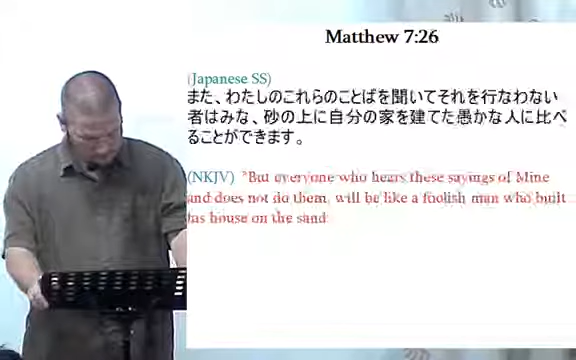 Matthew 7:26
(Japanese SS)
また、わたしのこれらのことばを聞いてそれを行なわない
者はみな、砂の上に自分の家を建てた愚かな人に比べ
ることができます。
(NKJV) "But everyone who hears these sayings of Mine
and does not do them, will be like a foolish man who built
his house on the sand